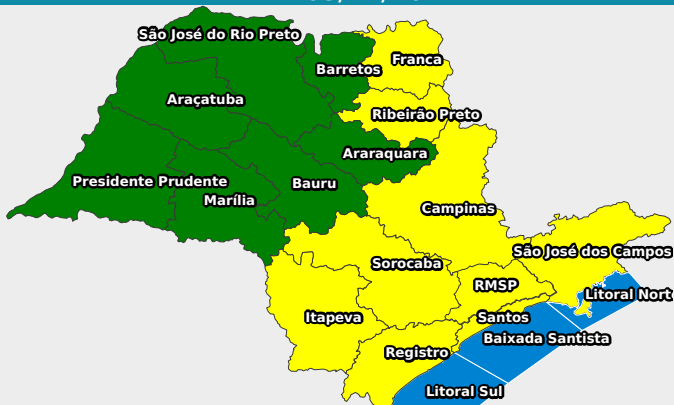 São José do Rio Preto
Franca
Barretos
Araçatuba
Ribeirão Preto
Araraquara
Presidente Prudente
Bauru
Marília
Campinas
São José dos Campos
Sorocaba
RMSP
Litoral Nort
Itapeva
Santos
Baixada Santista
Registro
Litoral Sul